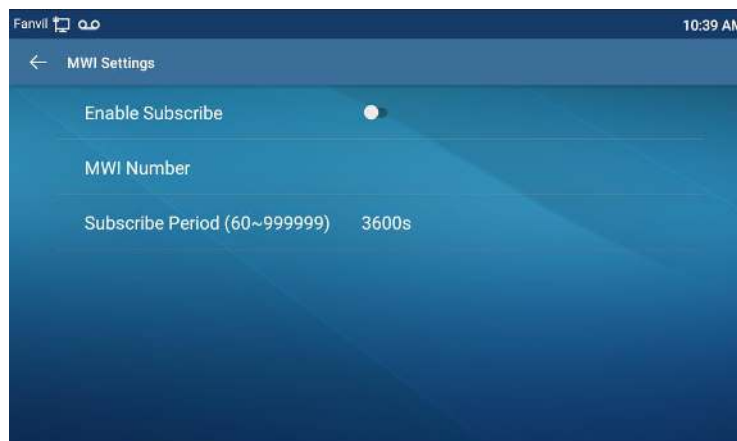 Fanvil 10:39 AM
MWI Settings
Enable Subscribe
MWI Number
Subscribe Period (60~999999) 3600s